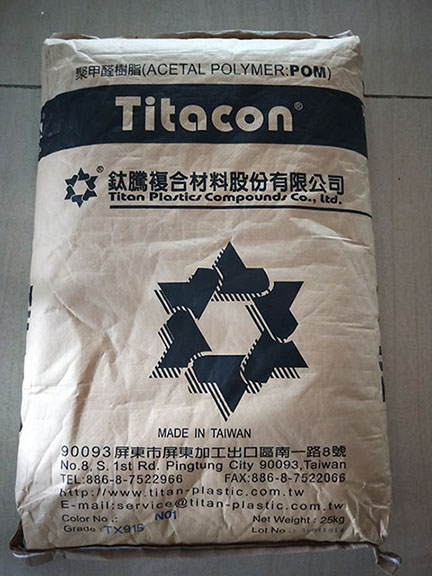 聚甲醛樹脂(ACETAL POLYMER:POM)
Titacon®
® 鈦騰複合材料股份有限公司
Titan Plastics Compounds Co., Ltd.
MADE IN TAIWAN
90093屏東市屏東加工出口區南一路8號
No.8, S. 1st Rd. Pingtung City 90093,Taiwan
TEL:886-8-7522966 FAX:886-8-7522066
http://www.titan-plastic.com.tw
E-mail:service@titan-plastic.com.tw
Color No.: N01 Net Weight: 25kg
Grade: TX915 Lot No.: